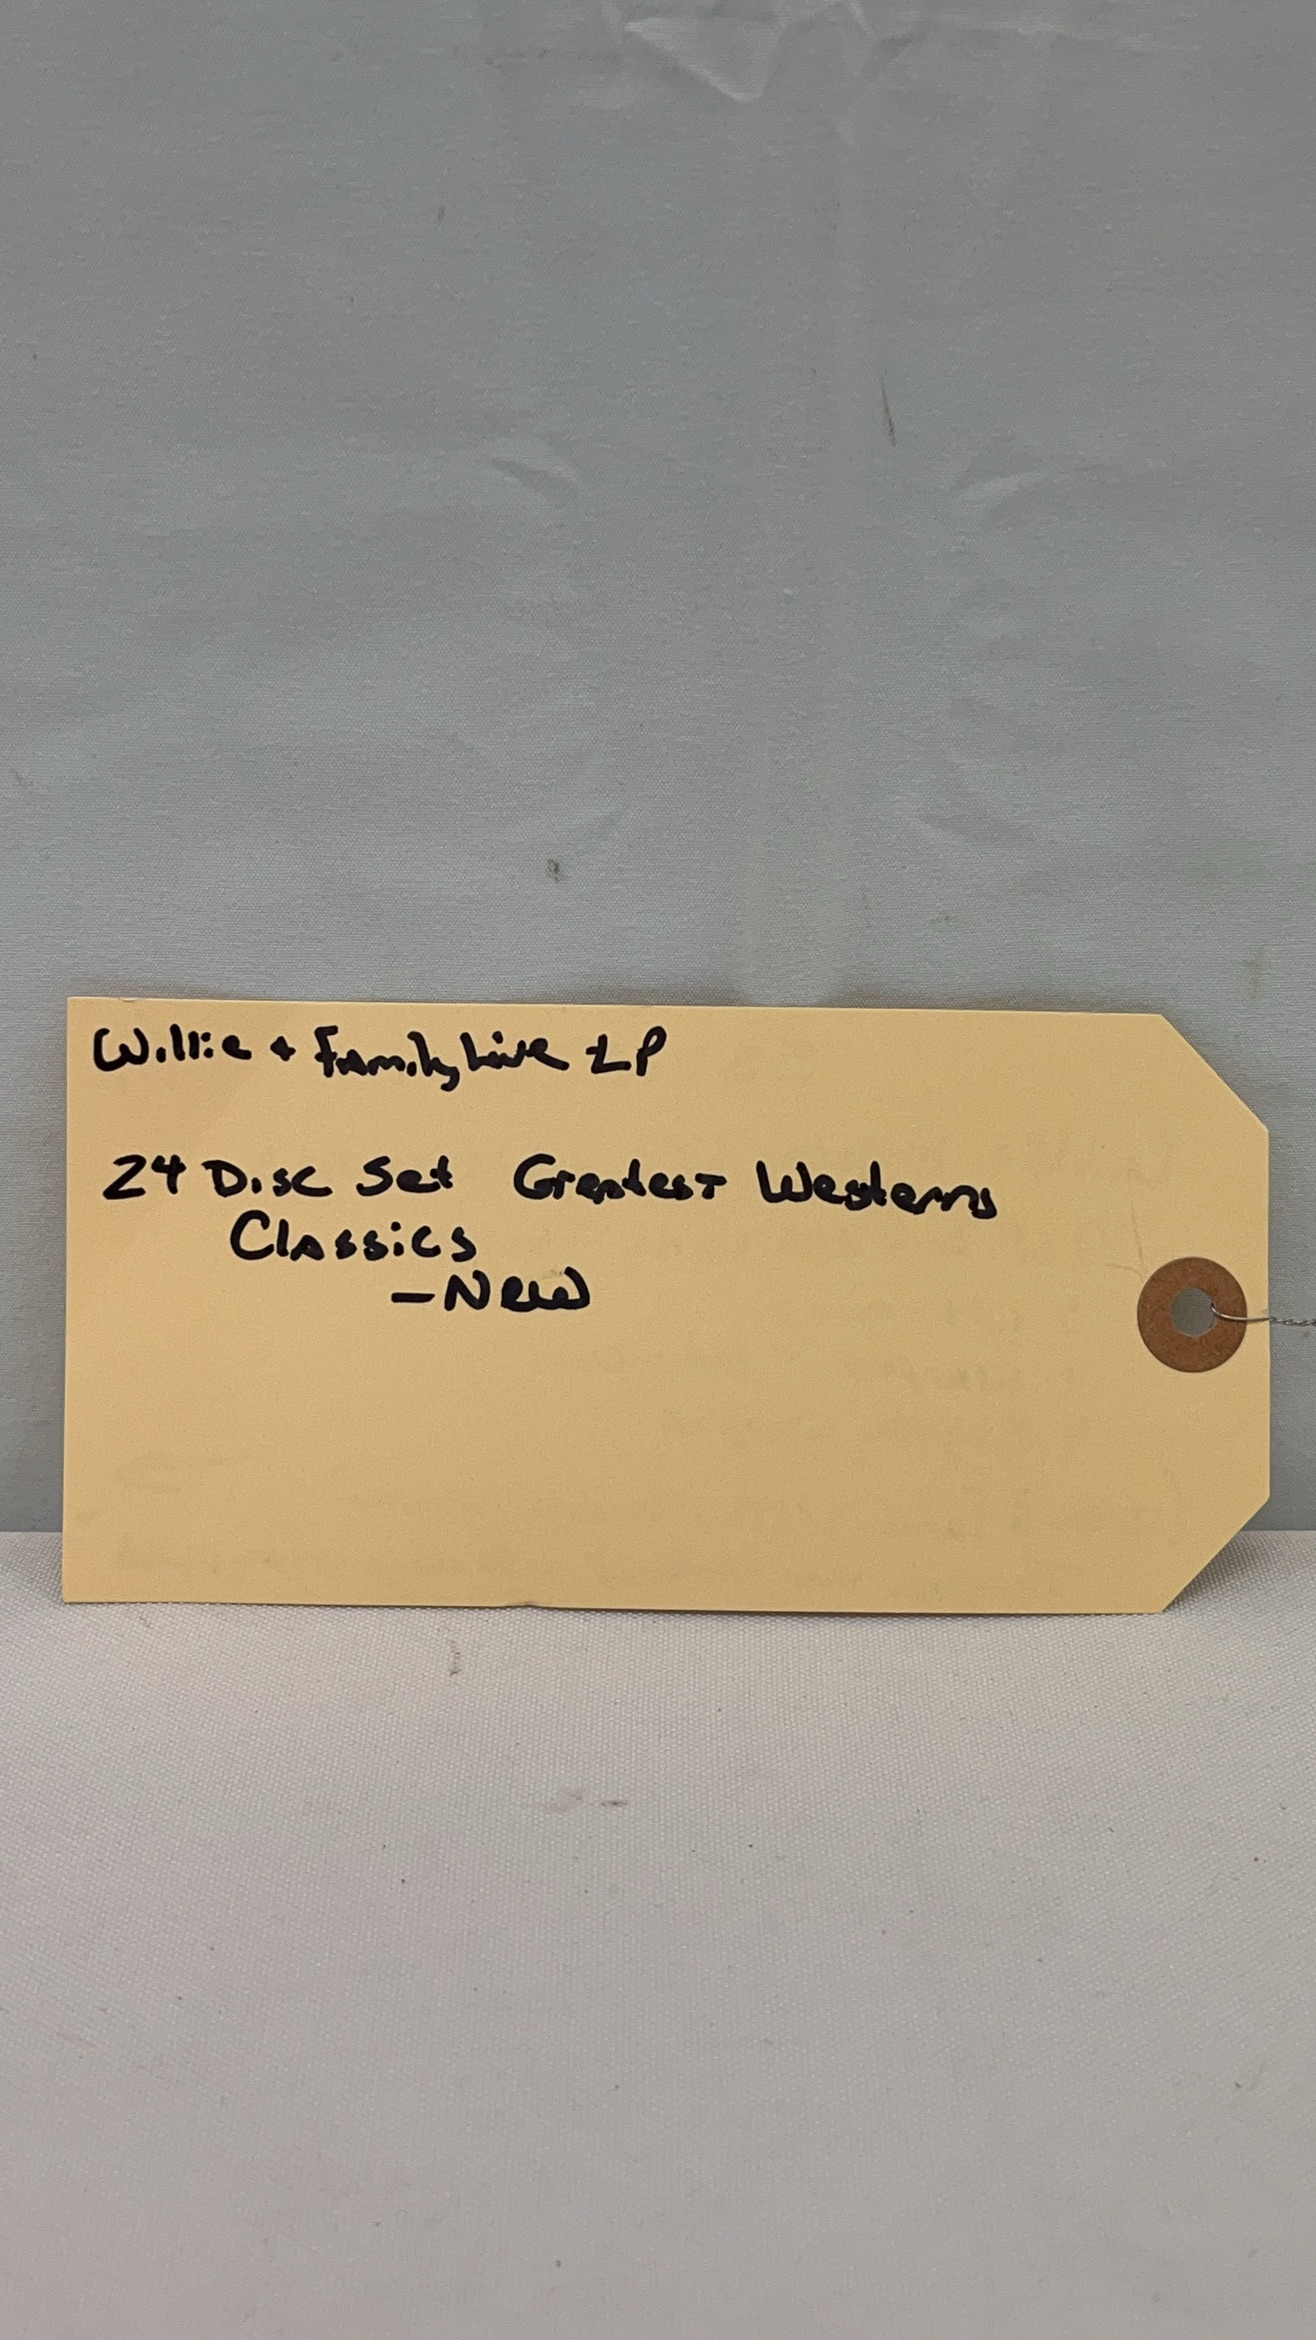 Willie + Family Live LP
24 Disc Set Greatest Westerns
Classics
- New